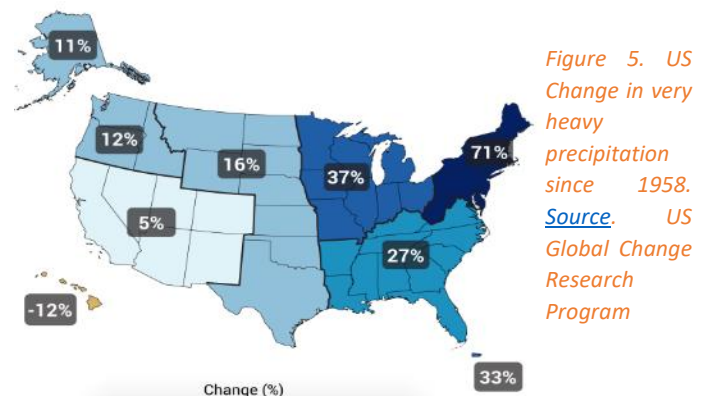 11%
12%
16%
37%
71%
5%
27%
-12%
33%
Change (%)
Figure 5. US
Change in very
heavy
precipitation
since 1958.
Source. US
Global Change
Research
Program